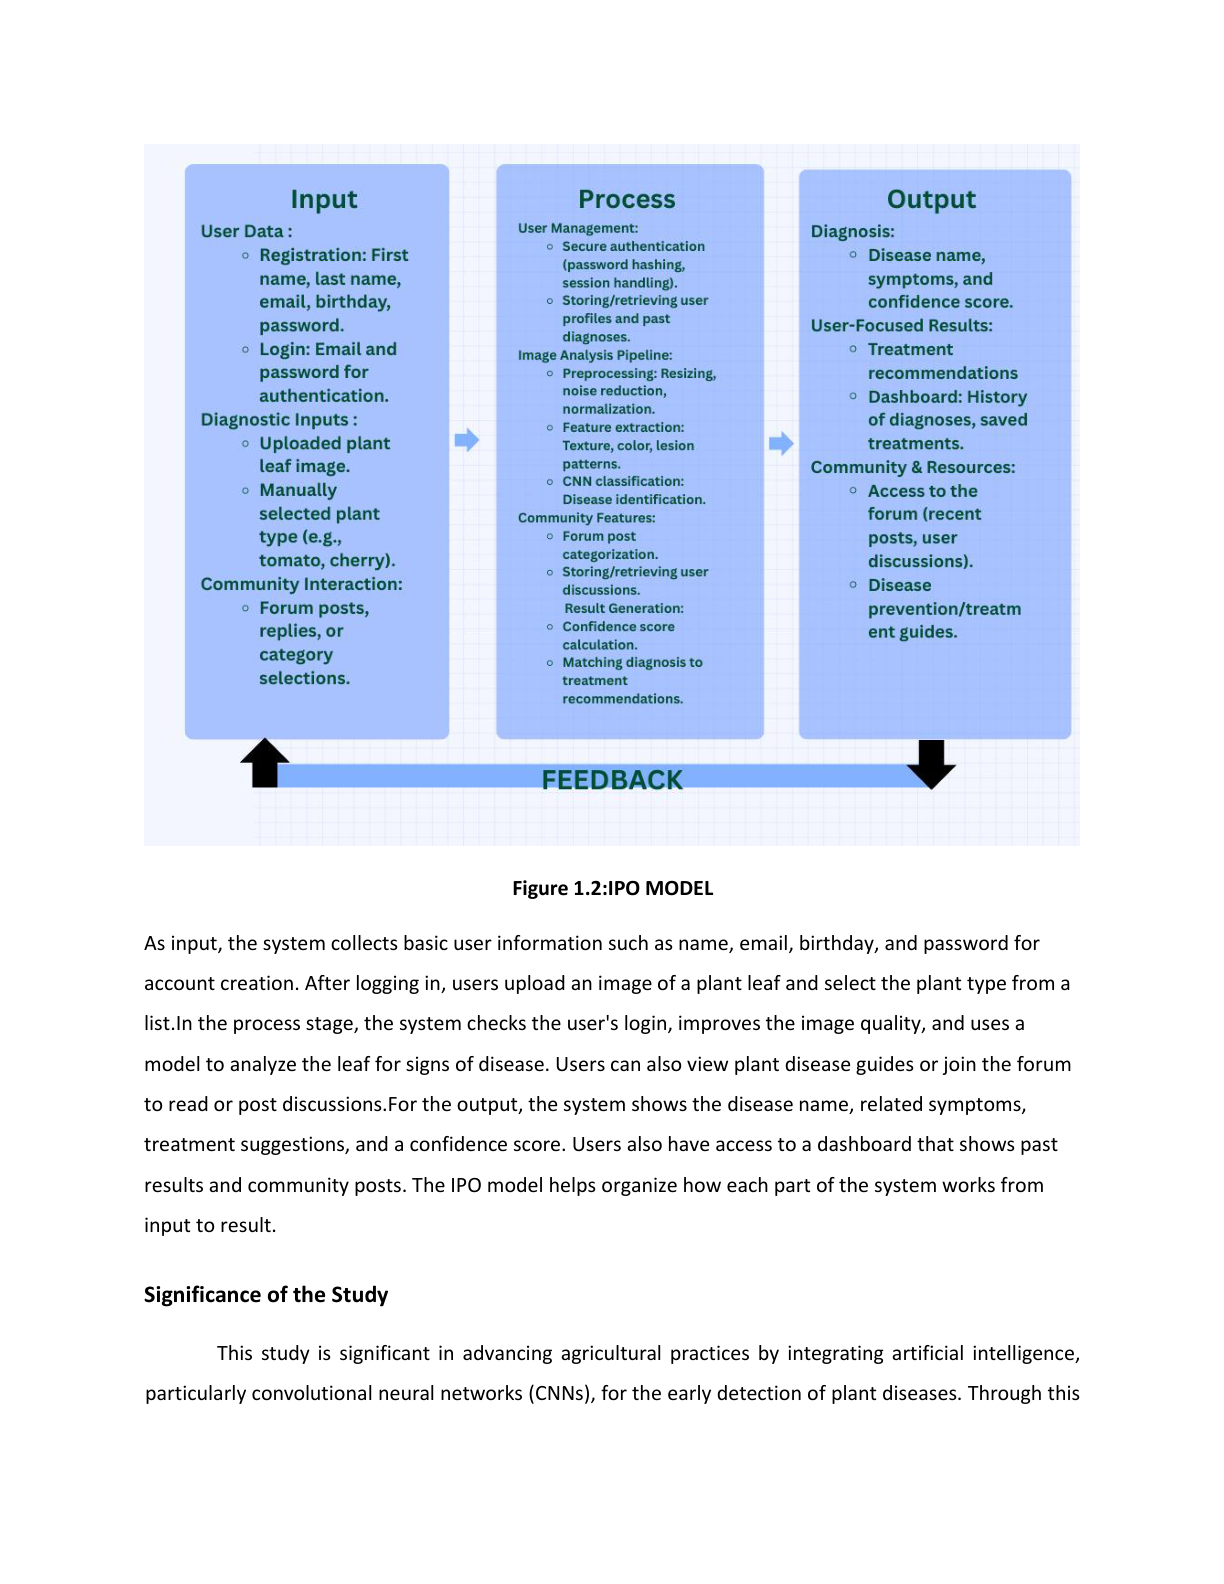 Input
User Data :
◦ Registration: First
name, last name,
email, birthday,
password.
◦ Login: Email and
password for
authentication.
Diagnostic Inputs :
◦ Uploaded plant
leaf image.
◦ Manually
selected plant
type (e.g.,
tomato, cherry).
Community Interaction:
◦ Forum posts,
replies, or
category
selections.
Process
User Management:
◦ Secure authentication
(password hashing,
session handling).
◦ Storing/retrieving user
profiles and past
diagnoses.
Image Analysis Pipeline:
◦ Preprocessing: Resizing,
noise reduction,
normalization.
◦ Feature extraction:
Texture, color, lesion
patterns.
◦ CNN classification:
Disease identification.
Community Features:
◦ Forum post
categorization.
◦ Storing/retrieving user
discussions.
Result Generation:
◦ Confidence score
calculation.
◦ Matching diagnosis to
treatment
recommendations.
Output
Diagnosis:
◦ Disease name,
symptoms, and
confidence score.
User-Focused Results:
◦ Treatment
recommendations
◦ Dashboard: History
of diagnoses, saved
treatments.
Community & Resources:
◦ Access to the
forum (recent
posts, user
discussions).
◦ Disease
prevention/treatm
ent guides.
FEEDBACK
Figure 1.2:IPO MODEL
As input, the system collects basic user information such as name, email, birthday, and password for
account creation. After logging in, users upload an image of a plant leaf and select the plant type from a
list.In the process stage, the system checks the user's login, improves the image quality, and uses a
model to analyze the leaf for signs of disease. Users can also view plant disease guides or join the forum
to read or post discussions.For the output, the system shows the disease name, related symptoms,
treatment suggestions, and a confidence score. Users also have access to a dashboard that shows past
results and community posts. The IPO model helps organize how each part of the system works from
input to result.
Significance of the Study
This study is significant in advancing agricultural practices by integrating artificial intelligence,
particularly convolutional neural networks (CNNs), for the early detection of plant diseases. Through this